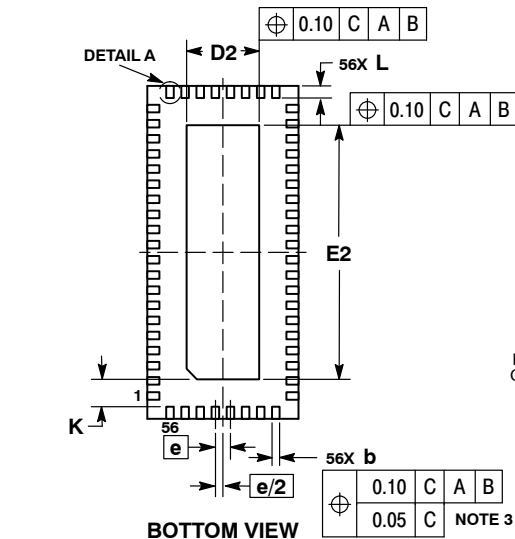 ⌖ 0.10 C A B
D2
DETAIL A
56X L
⌖ 0.10 C A B
E2
1
K
56
e
56X b
e/2
⌖ 0.10 C A B
0.05 C NOTE 3
BOTTOM VIEW